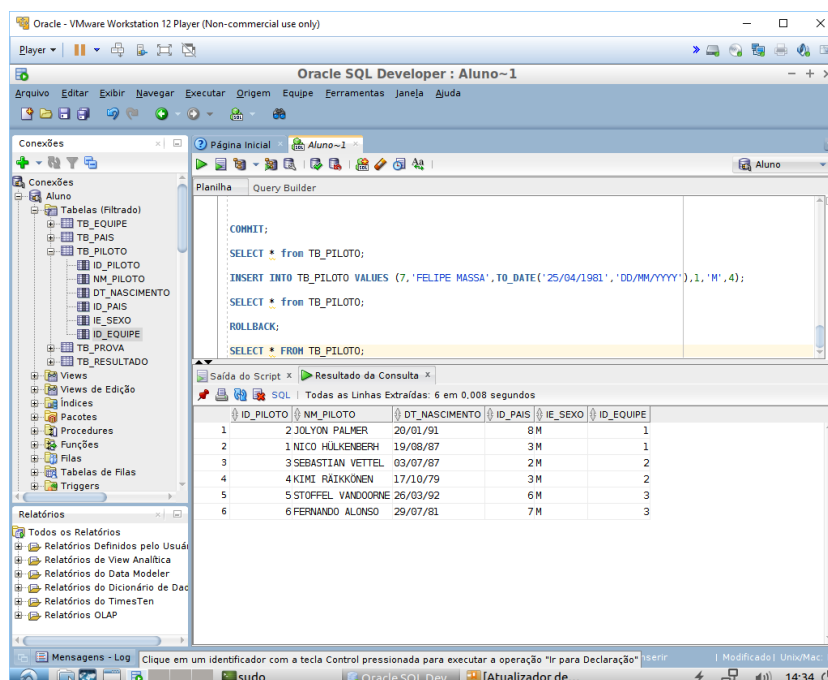 Oracle - VMware Workstation 12 Player (Non-commercial use only)
Player
Oracle SQL Developer : Aluno~1
Arquivo Editar Exibir Navegar Executar Origem Equipe Ferramentas Janela Ajuda
Conexões
Página Inicial Aluno~1
Aluno
Planilha Query Builder
Conexões
Aluno
Tabelas (Filtrado)
TB_EQUIPE
TB_PAIS
TB_PILOTO
ID_PILOTO
NM_PILOTO
DT_NASCIMENTO
ID_PAIS
IE_SEXO
ID_EQUIPE
TB_PROVA
TB_RESULTADO
Views
Views de Edição
Índices
Pacotes
Procedures
Funções
Filas
Tabelas de Filas
Triggers
COMMIT;
SELECT * from TB_PILOTO;
INSERT INTO TB_PILOTO VALUES (7,'FELIPE MASSA',TO_DATE('25/04/1981','DD/MM/YYYY'),1,'M',4);
SELECT * from TB_PILOTO;
ROLLBACK;
SELECT * FROM TB_PILOTO;
Saída do Script x Resultado da Consulta x
SQL | Todas as Linhas Extraídas: 6 em 0,008 segundos
ID_PILOTO NM_PILOTO DT_NASCIMENTO ID_PAIS IE_SEXO ID_EQUIPE
1 2 JOLYON PALMER 20/01/91 8 M 1
2 1 NICO HÜLKENBERH 19/08/87 3 M 1
3 3 SEBASTIAN VETTEL 03/07/87 2 M 2
4 4 KIMI RÄIKKÖNEN 17/10/79 3 M 2
5 5 STOFFEL VANDOORNE 26/03/92 6 M 3
6 6 FERNANDO ALONSO 29/07/81 7 M 3
Relatórios
Todos os Relatórios
Relatórios Definidos pelo Usuá
Relatórios de View Analítica
Relatórios do Data Modeler
Relatórios do Dicionário de Dad
Relatórios do TimesTen
Relatórios OLAP
Mensagens - Log
Clique em um identificador com a tecla Control pressionada para executar a operação "Ir para Declaração"
nserir | Modificado | Unix/Mac:
sudo Oracle SQL Dev [Atualizador de... 14:34